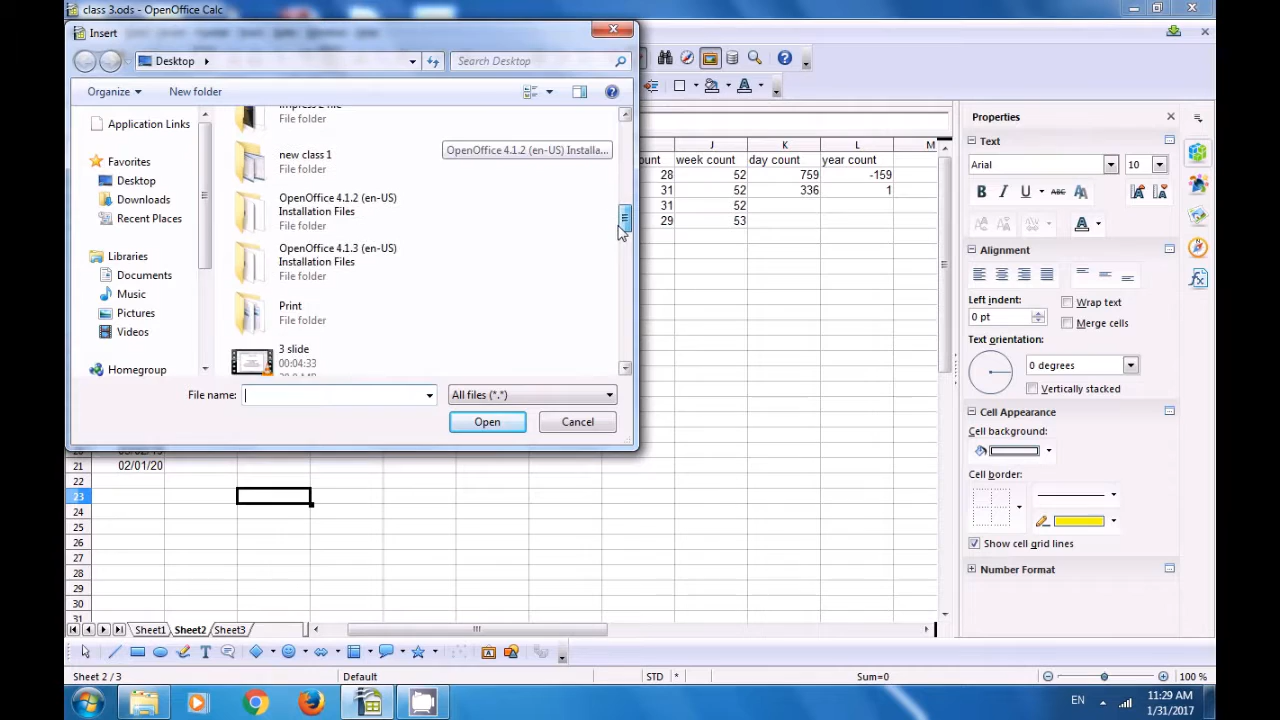 class 3.ods - OpenOffice Calc
Insert
Desktop
Search Desktop
Organize
New folder
Application Links
Favorites
Desktop
Downloads
Recent Places
Libraries
Documents
Music
Pictures
Videos
Homegroup
File folder
new class 1
File folder
OpenOffice 4.1.2 (en-US)
Installation Files
File folder
OpenOffice 4.1.3 (en-US)
Installation Files
File folder
Print
File folder
3 slide
00:04:33
OpenOffice 4.1.2 (en-US) Installa...
File name:
All files (*.*)
Open
Cancel
week count day count year count
J K L M
28 52 759 -159
31 52 336 1
31 52
29 53
21 02/01/20
22
23
24
25
26
27
28
29
30
31
Sheet1 Sheet2 Sheet3
Properties
Text
Arial 10
Alignment
Left indent:
0 pt
Wrap text
Merge cells
Text orientation:
0 degrees
Vertically stacked
Cell Appearance
Cell background:
Cell border:
Show cell grid lines
Number Format
Sheet 2 / 3 Default STD * Sum=0 100 %
EN
11:29 AM
1/31/2017